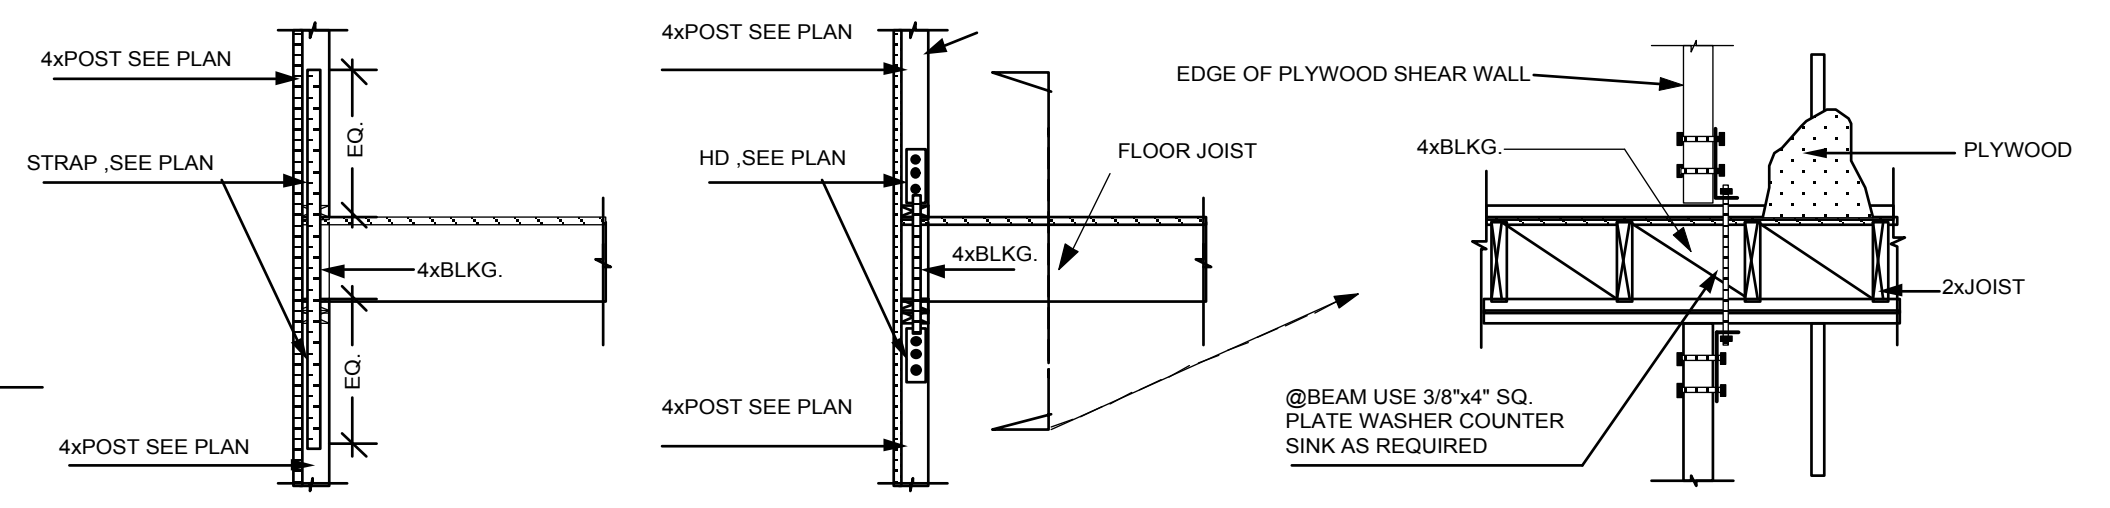 4xPOST SEE PLAN
STRAP ,SEE PLAN
EQ.
4xBLKG.
EQ.
4xPOST SEE PLAN
4xPOST SEE PLAN
HD ,SEE PLAN
FLOOR JOIST
4xBLKG.
4xPOST SEE PLAN
EDGE OF PLYWOOD SHEAR WALL
4xBLKG.
PLYWOOD
2xJOIST
@BEAM USE 3/8"x4" SQ.
PLATE WASHER COUNTER
SINK AS REQUIRED